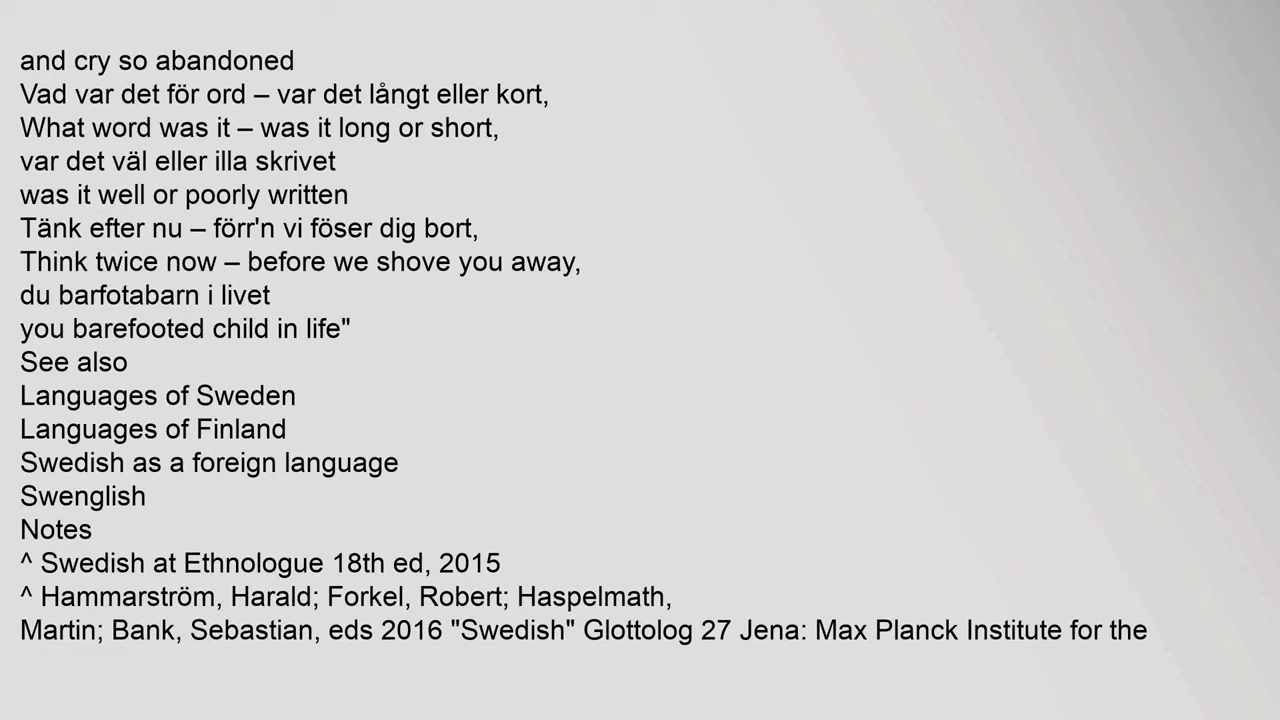 and cry so abandoned
Vad var det för ord – var det långt eller kort,
What word was it – was it long or short,
var det väl eller illa skrivet
was it well or poorly written
Tänk efter nu – förr'n vi föser dig bort,
Think twice now – before we shove you away,
du barfotabarn i livet
you barefooted child in life"
See also
Languages of Sweden
Languages of Finland
Swedish as a foreign language
Swenglish
Notes
^ Swedish at Ethnologue 18th ed, 2015
^ Hammarström, Harald; Forkel, Robert; Haspelmath,
Martin; Bank, Sebastian, eds 2016 "Swedish" Glottolog 27 Jena: Max Planck Institute for the